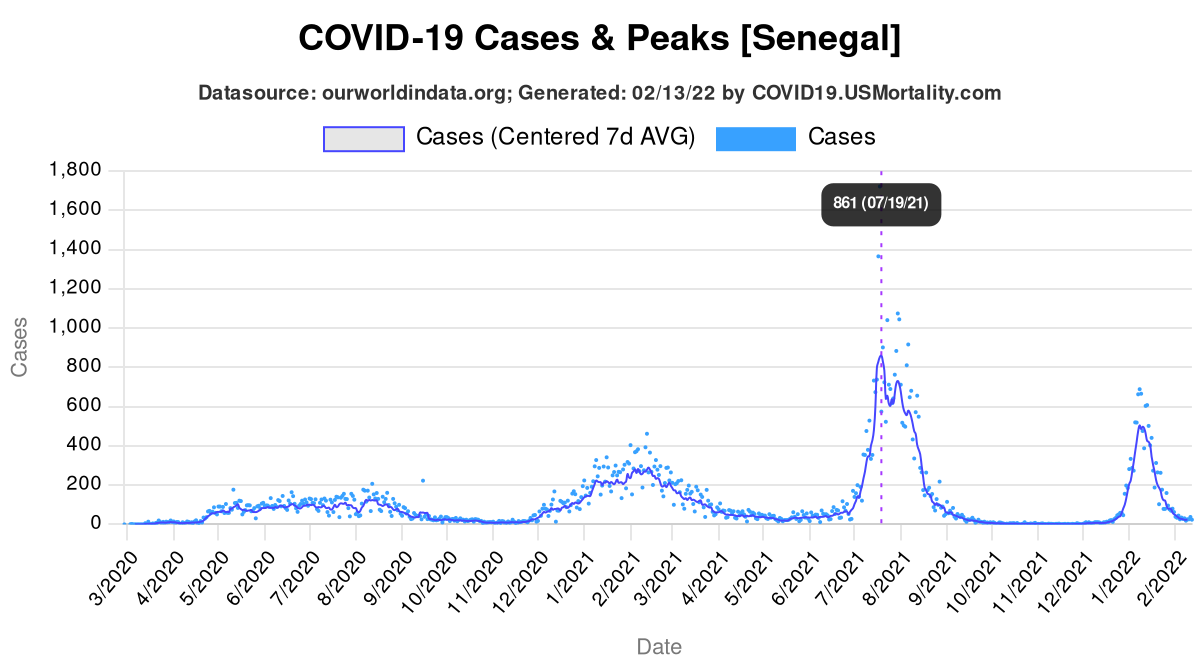 COVID-19 Cases & Peaks [Senegal]
Datasource: ourworldindata.org; Generated: 02/13/22 by COVID19.USMortality.com
Cases (Centered 7d AVG) Cases
1,800
1,600
1,400
1,200
1,000
800
600
400
200
0
861 (07/19/21)
Cases
3/2020 4/2020 5/2020 6/2020 7/2020 8/2020 9/2020 10/2020 11/2020 12/2020 1/2021 2/2021 3/2021 4/2021 5/2021 6/2021 7/2021 8/2021 9/2021 10/2021 11/2021 12/2021 1/2022 2/2022
Date